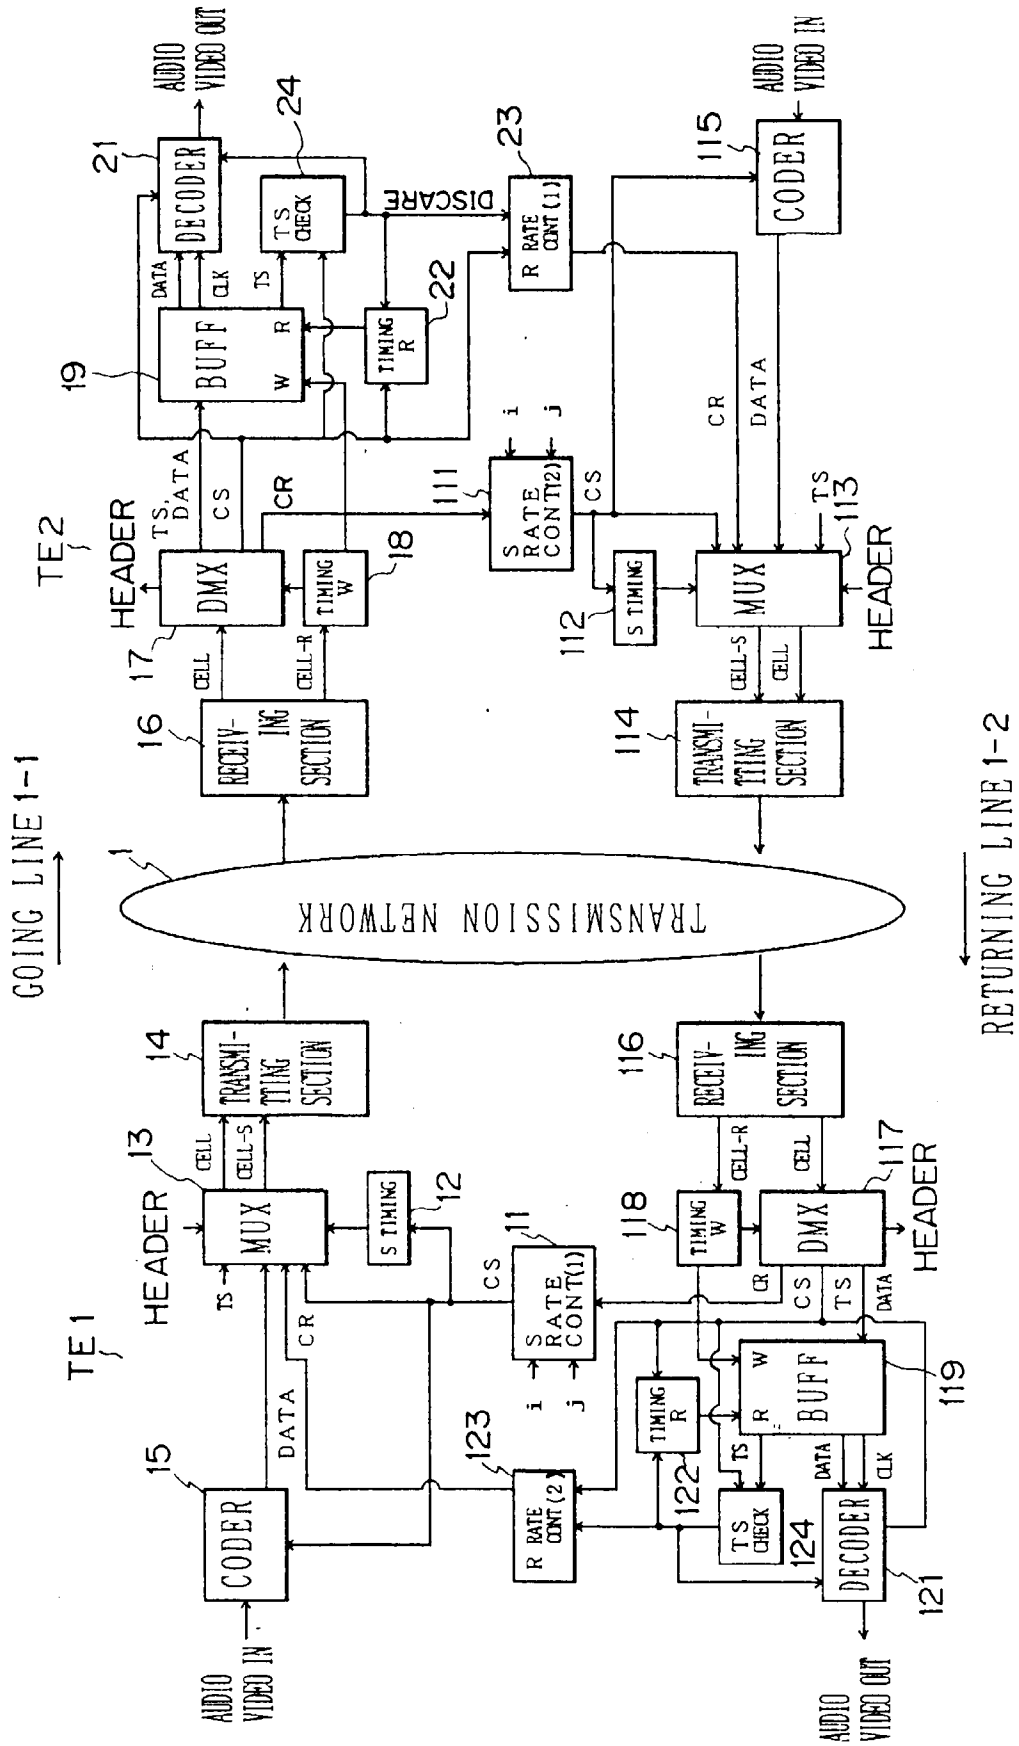 GOING LINE 1-1
TE1
TE2
AUDIO
VIDEO IN
15
CODER
DATA
CR
TS
HEADER
13
MUX
CELL
CELL-S
14
TRANSMI-
TTING
SECTION
12
S TIMING
CS
11
S RATE
CONT(1)
i
j
123
R RATE
CONT(2)
1
TRANSMISSION NETWORK
16
RECEIV-
ING
SECTION
CELL
CELL-R
17
DMX
HEADER
18
TIMING
W
TS,
DATA
CS
CR
19
BUFF
W
R
DATA
CLK
TS
21
DECODER
AUDIO
VIDEO OUT
24
TS
CHECK
22
TIMING
R
DISCARE
23
R RATE
CONT(1)
111
S RATE
CONT(2)
i
j
CS
112
S TIMING
CR
DATA
TS
113
MUX
HEADER
CELL-S
CELL
114
TRANSMI-
TTING
SECTION
115
CODER
AUDIO
VIDEO IN
116
RECEIV-
ING
SECTION
CELL-R
CELL
117
DMX
HEADER
118
TIMING
W
CR
CS
TS
DATA
119
BUFF
W
R
TS
DATA
CLK
122
TIMING
R
124
TS
CHECK
121
DECODER
AUDIO
VIDEO OUT
RETURNING LINE 1-2